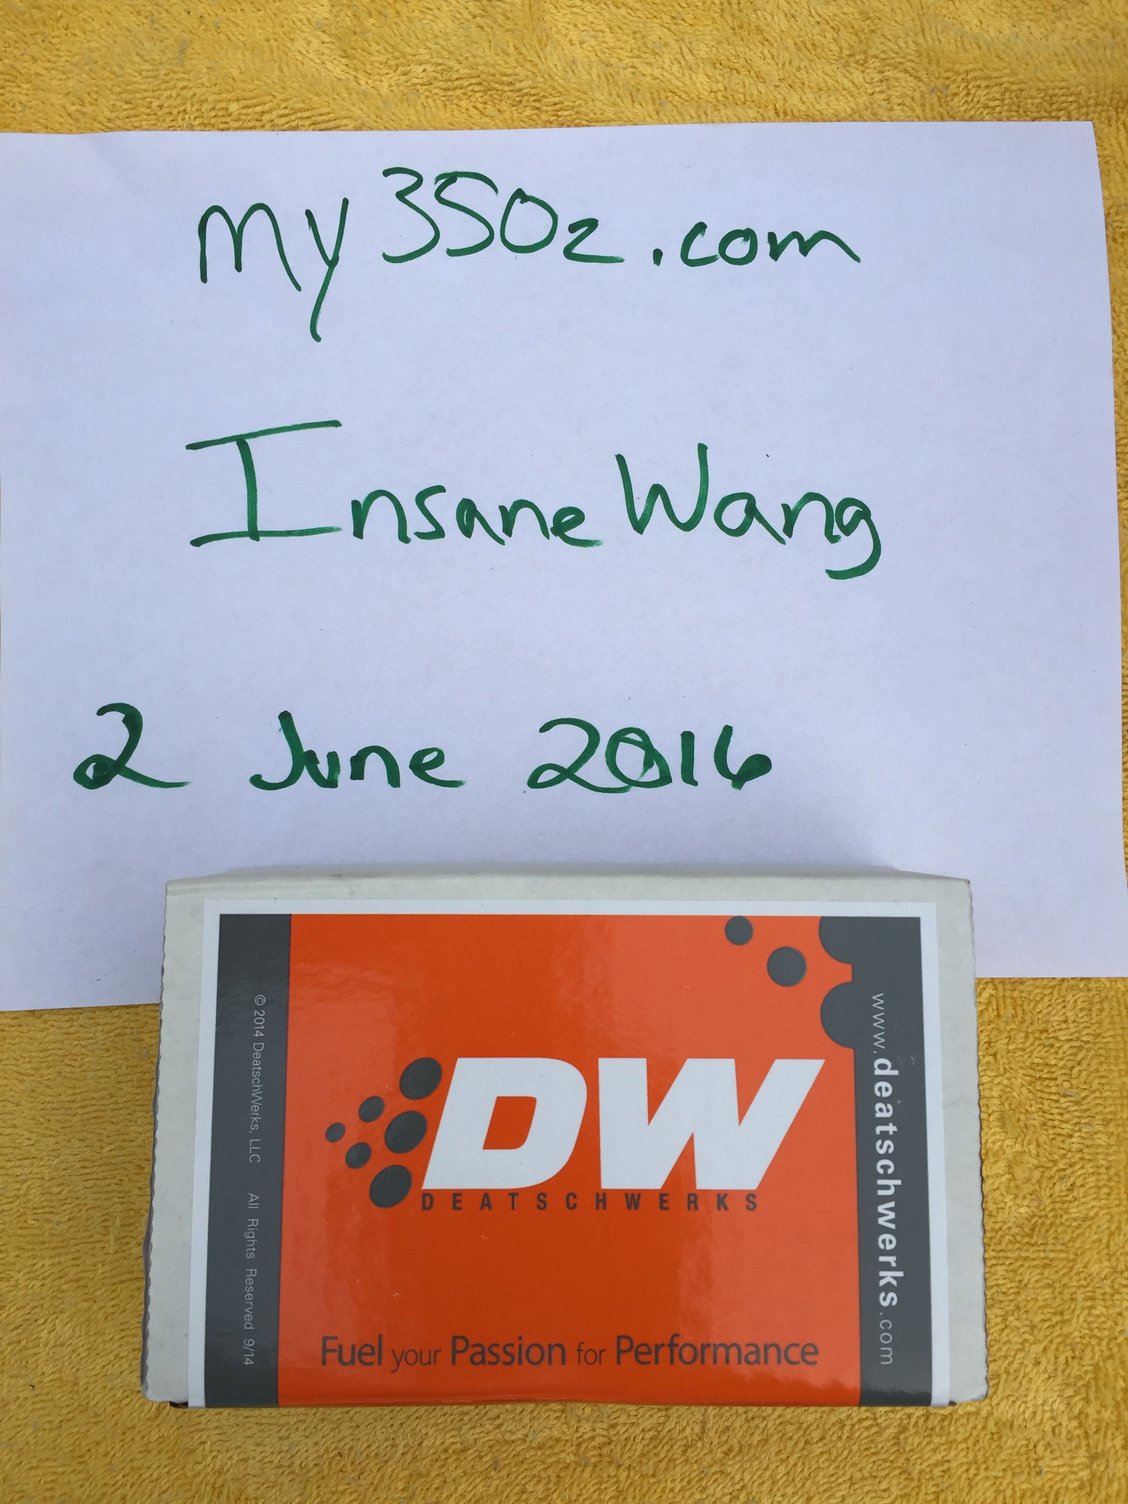 my350z.com
InsaneWang
2 June 2016
© 2014 DeatschWerks, LLC All Rights Reserved 9/14
DW
DEATSCHWERKS
Fuel your Passion for Performance
www.deatschwerks.com